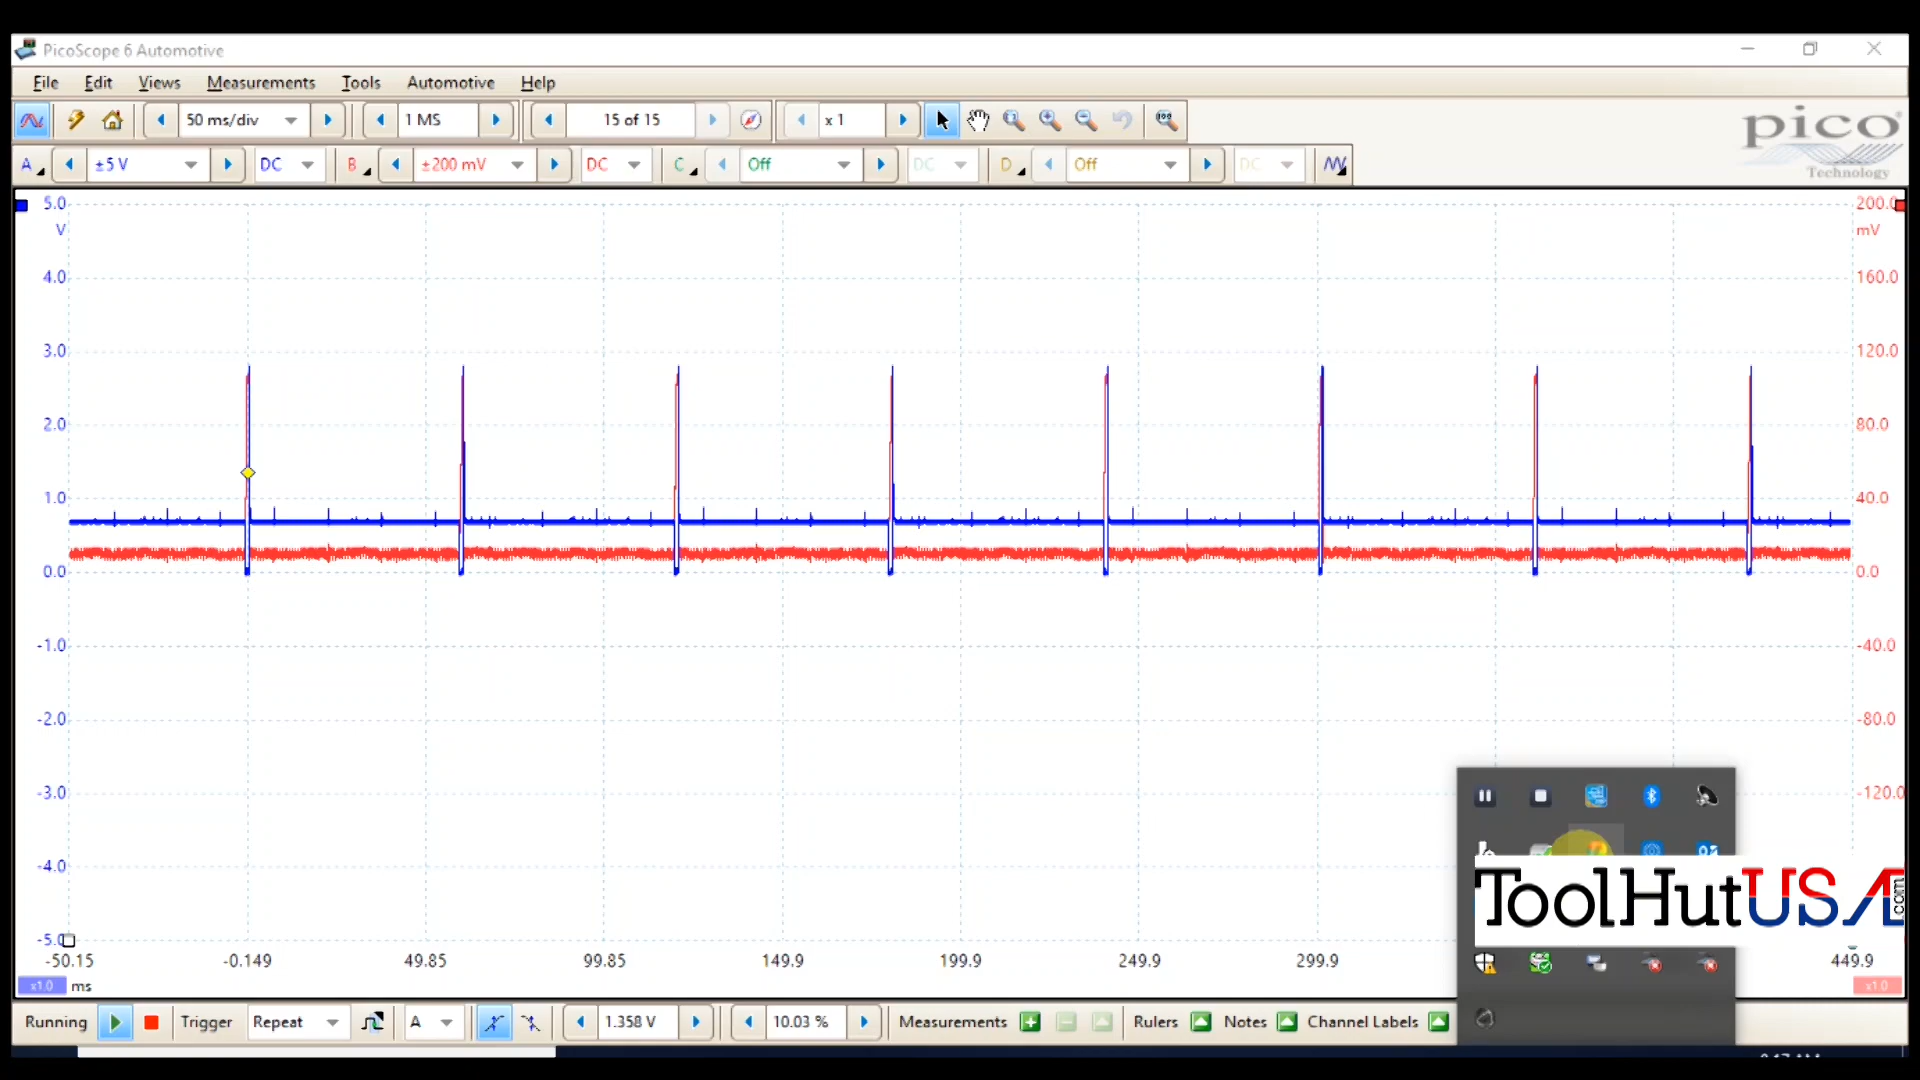 PicoScope 6 Automotive
File Edit Views Measurements Tools Automotive Help
50 ms/div 1 MS 15 of 15 x 1
pico
Technology
A ±5 V DC B ±200 mV DC C Off DC D Off DC
5.0 200.0
V mV
4.0 160.0
3.0 120.0
2.0 80.0
1.0 40.0
0.0 0.0
-1.0 -40.0
-2.0 -80.0
-3.0 -120.0
-4.0
-5.0
ToolHutUSA.com
-50.15 -0.149 49.85 99.85 149.9 199.9 249.9 299.9 449.9
x1.0 ms x1.0
Running Trigger Repeat A 1.358 V 10.03 % Measurements Rulers Notes Channel Labels